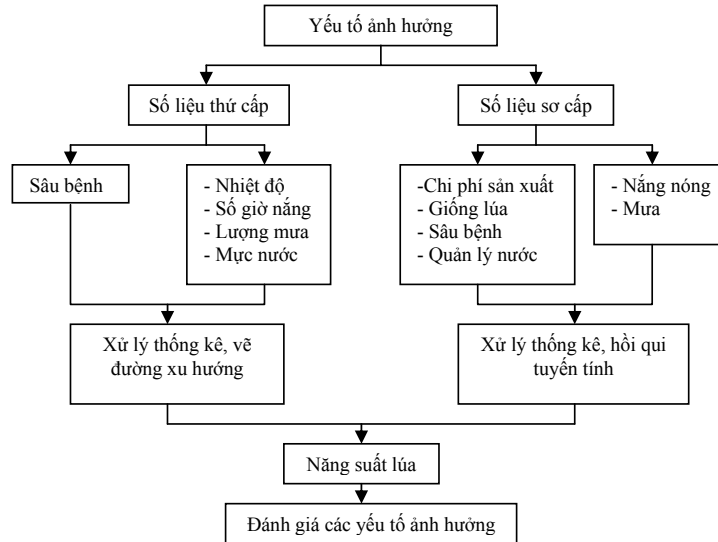 Yếu tố ảnh hưởng
Số liệu thứ cấp
Số liệu sơ cấp
Sâu bệnh
- Nhiệt độ
- Số giờ nắng
- Lượng mưa
- Mực nước
-Chi phí sản xuất
- Giống lúa
- Sâu bệnh
- Quản lý nước
- Nắng nóng
- Mưa
Xử lý thống kê, vẽ
đường xu hướng
Xử lý thống kê, hồi qui
tuyến tính
Năng suất lúa
Đánh giá các yếu tố ảnh hưởng